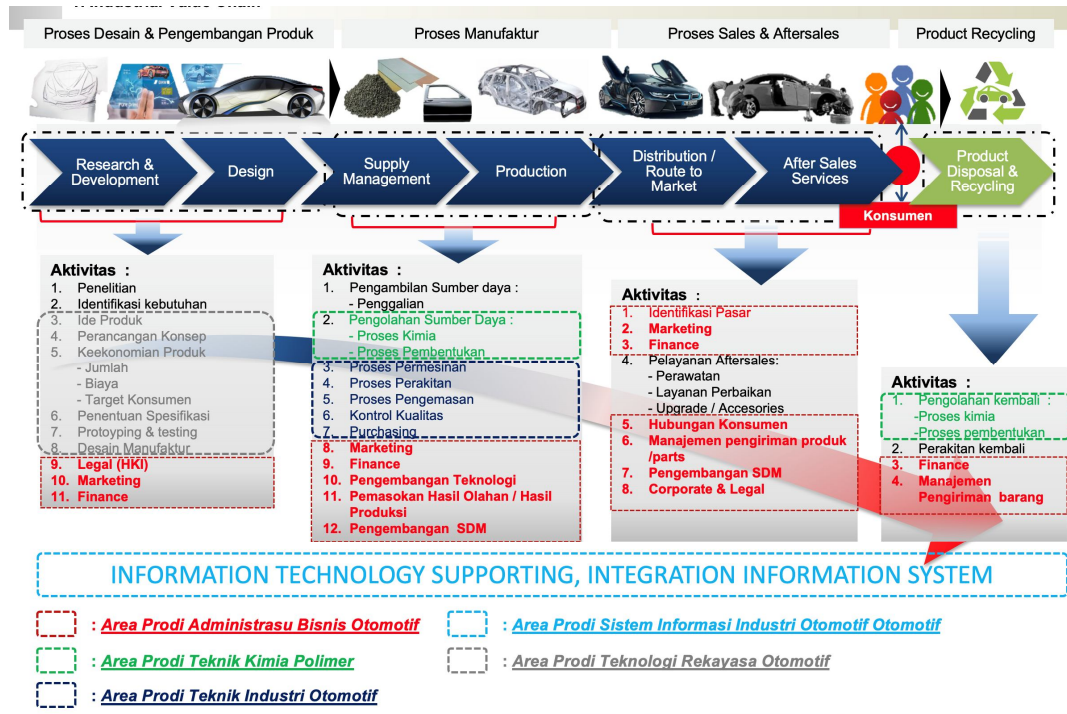 Proses Desain & Pengembangan Produk
Proses Manufaktur
Proses Sales & Aftersales
Product Recycling
Research &
Development
Design
Supply
Management
Production
Distribution /
Route to
Market
After Sales
Services
Product
Disposal &
Recycling
Konsumen
Aktivitas :
1. Penelitian
2. Identifikasi kebutuhan
3. Ide Produk
4. Perancangan Konsep
5. Keekonomian Produk
- Jumlah
- Biaya
- Target Konsumen
6. Penentuan Spesifikasi
7. Protoyping & testing
8. Desain Manufaktur
9. Legal (HKI)
10. Marketing
11. Finance
Aktivitas :
1. Pengambilan Sumber daya :
- Penggalian
2. Pengolahan Sumber Daya :
- Proses Kimia
- Proses Pembentukan
3. Proses Permesinan
4. Proses Perakitan
5. Proses Pengemasan
6. Kontrol Kualitas
7. Purchasing
8. Marketing
9. Finance
10. Pengembangan Teknologi
11. Pemasokan Hasil Olahan / Hasil
Produksi
12. Pengembangan SDM
Aktivitas :
1. Identifikasi Pasar
2. Marketing
3. Finance
4. Pelayanan Aftersales:
- Perawatan
- Layanan Perbaikan
- Upgrade / Accesories
5. Hubungan Konsumen
6. Manajemen pengiriman produk
/parts
7. Pengembangan SDM
8. Corporate & Legal
Aktivitas :
1. Pengolahan kembali :
-Proses kimia
-Proses pembentukan
2. Perakitan kembali
3. Finance
4. Manajemen
Pengiriman barang
INFORMATION TECHNOLOGY SUPPORTING, INTEGRATION INFORMATION SYSTEM
: Area Prodi Administrasu Bisnis Otomotif
: Area Prodi Sistem Informasi Industri Otomotif Otomotif
: Area Prodi Teknik Kimia Polimer
: Area Prodi Teknologi Rekayasa Otomotif
: Area Prodi Teknik Industri Otomotif